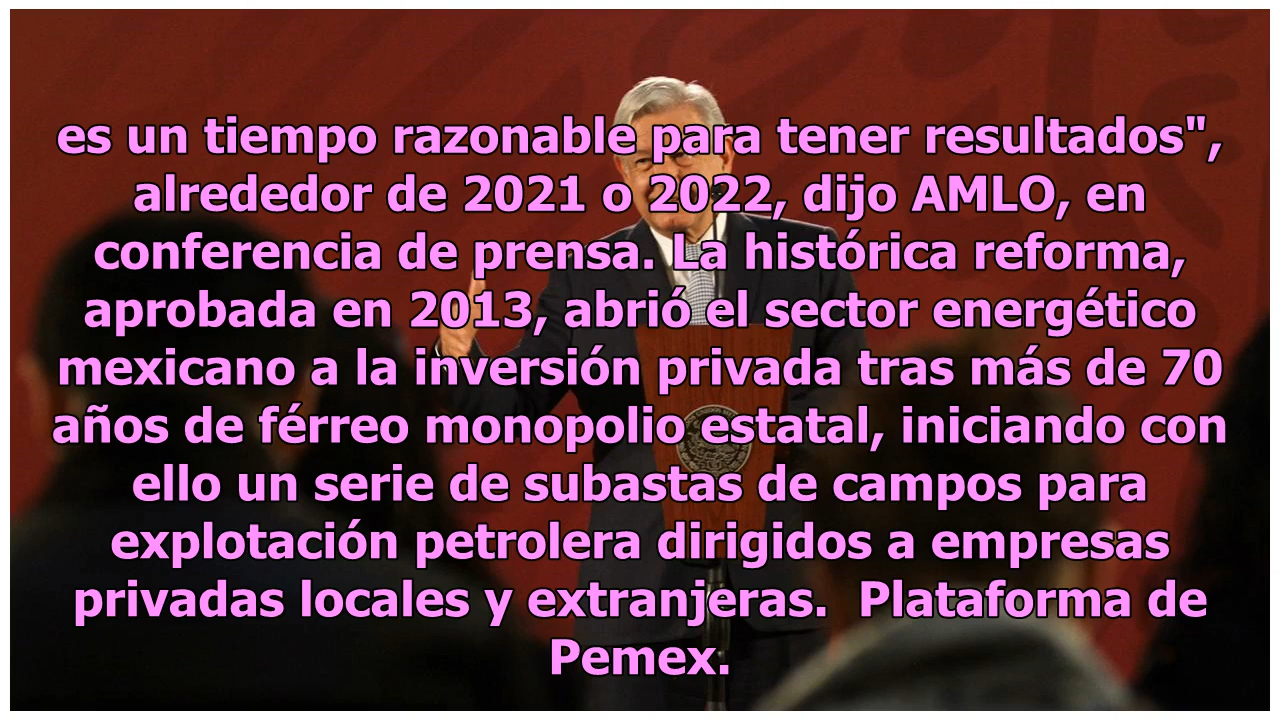 es un tiempo razonable para tener resultados",
alrededor de 2021 o 2022, dijo AMLO, en
conferencia de prensa. La histórica reforma,
aprobada en 2013, abrió el sector energético
mexicano a la inversión privada tras más de 70
años de férreo monopolio estatal, iniciando con
ello un serie de subastas de campos para
explotación petrolera dirigidos a empresas
privadas locales y extranjeras.  Plataforma de
Pemex.